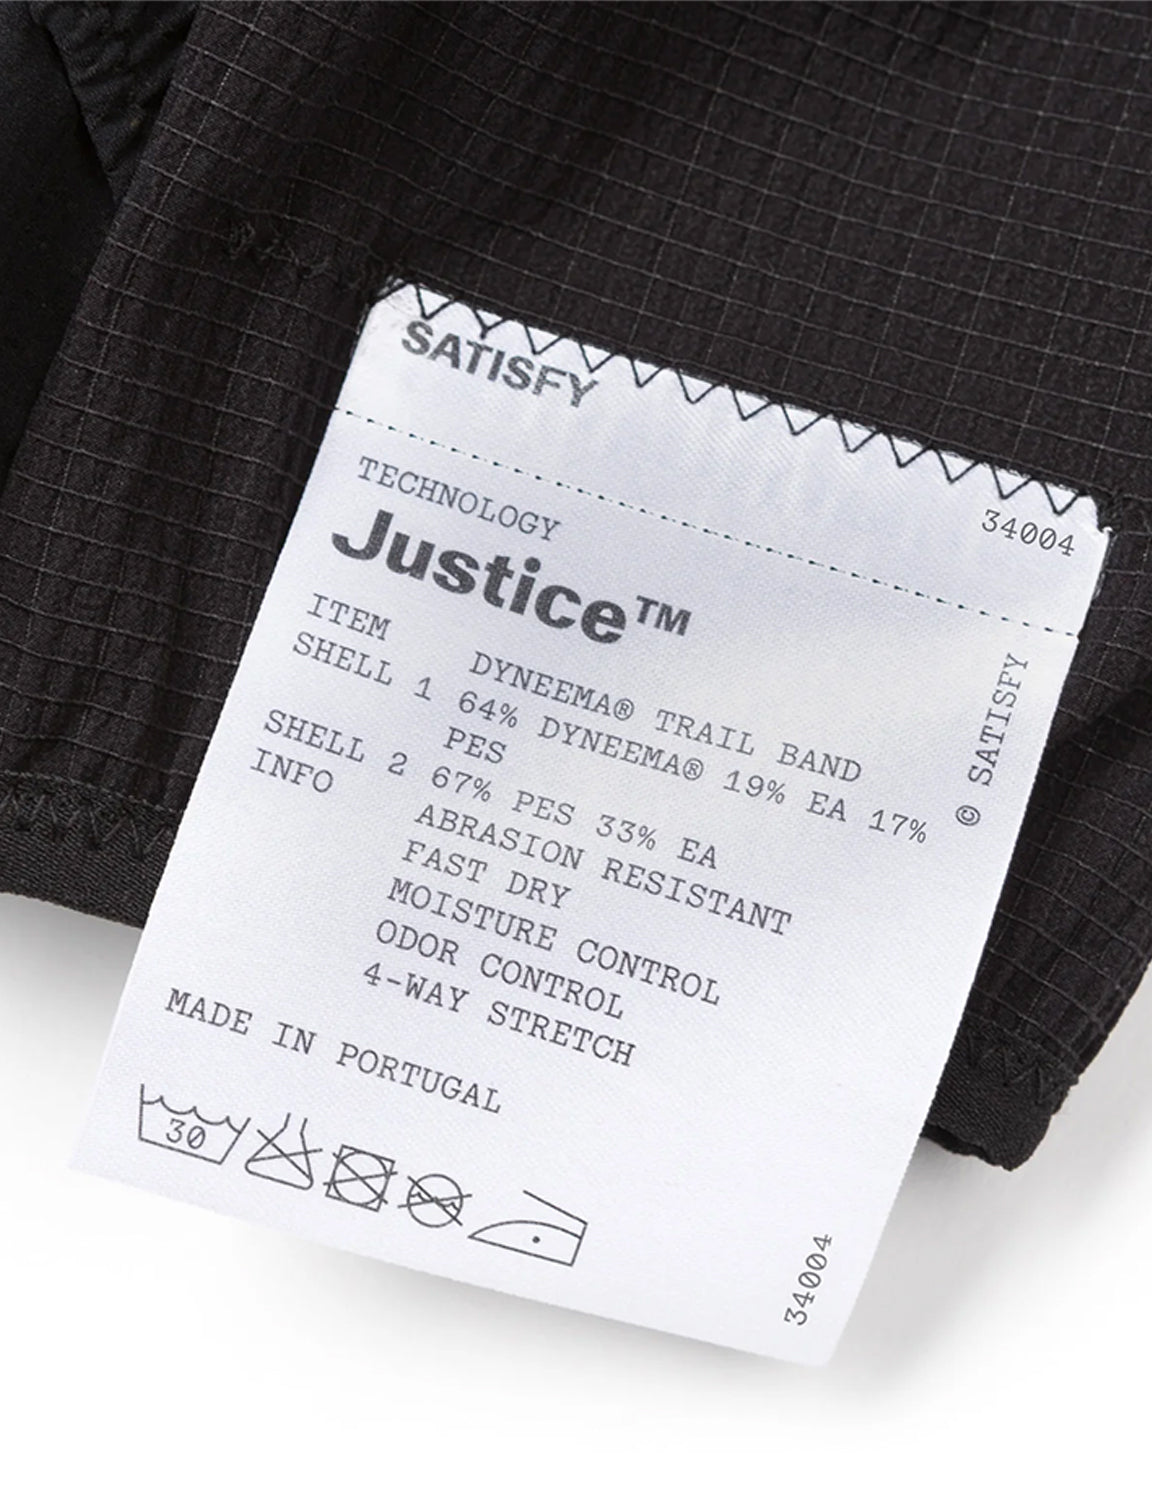 SATISFY
34004
TECHNOLOGY
Justice™
ITEM DYNEEMA® TRAIL BAND
SHELL 1 64% DYNEEMA® 19% EA 17%
PES
SHELL 2 67% PES 33% EA
INFO ABRASION RESISTANT
FAST DRY
MOISTURE CONTROL
ODOR CONTROL
4-WAY STRETCH
MADE IN PORTUGAL
30
© SATISFY
34004